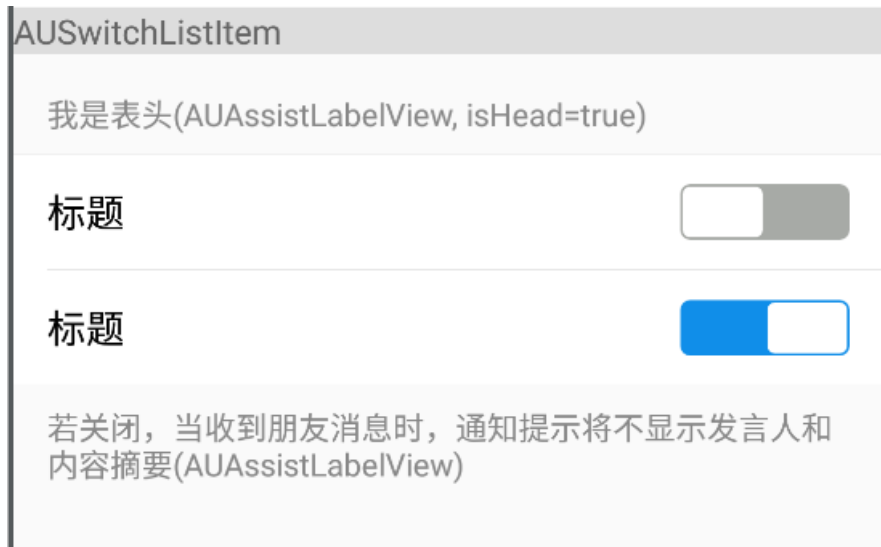 AUSwitchListItem
我是表头(AUAssistLabelView, isHead=true)
标题
标题
若关闭，当收到朋友消息时，通知提示将不显示发言人和
内容摘要(AUAssistLabelView)